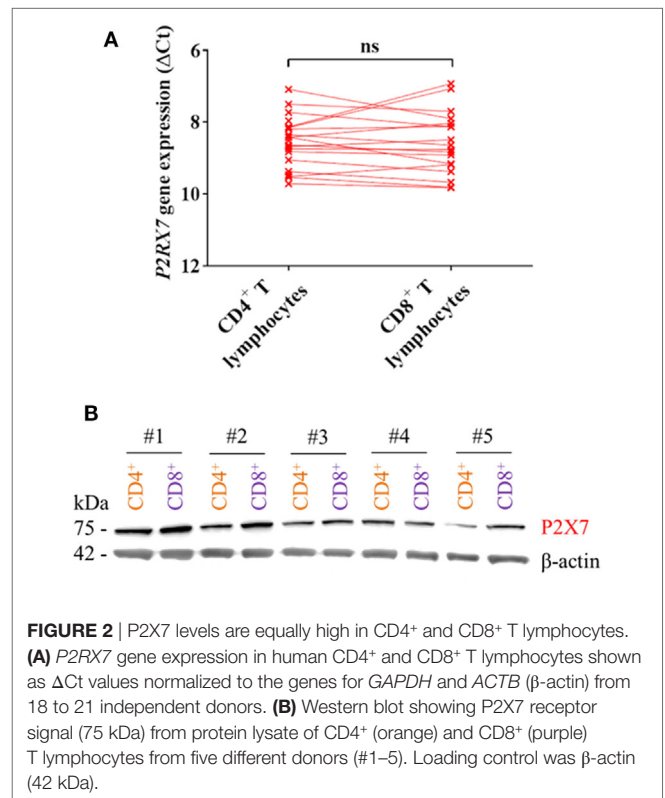 A
6
8
10
12
P2RX7 gene expression (ΔCt)
ns
CD4⁺ T
lymphocytes
CD8⁺ T
lymphocytes
B
#1 #2 #3 #4 #5
CD4⁺ CD8⁺ CD4⁺ CD8⁺ CD4⁺ CD8⁺ CD4⁺ CD8⁺ CD4⁺ CD8⁺
kDa
75 - P2X7
42 - β-actin
FIGURE 2 | P2X7 levels are equally high in CD4⁺ and CD8⁺ T lymphocytes.
(A) P2RX7 gene expression in human CD4⁺ and CD8⁺ T lymphocytes shown
as ΔCt values normalized to the genes for GAPDH and ACTB (β-actin) from
18 to 21 independent donors. (B) Western blot showing P2X7 receptor
signal (75 kDa) from protein lysate of CD4⁺ (orange) and CD8⁺ (purple)
T lymphocytes from five different donors (#1–5). Loading control was β-actin
(42 kDa).